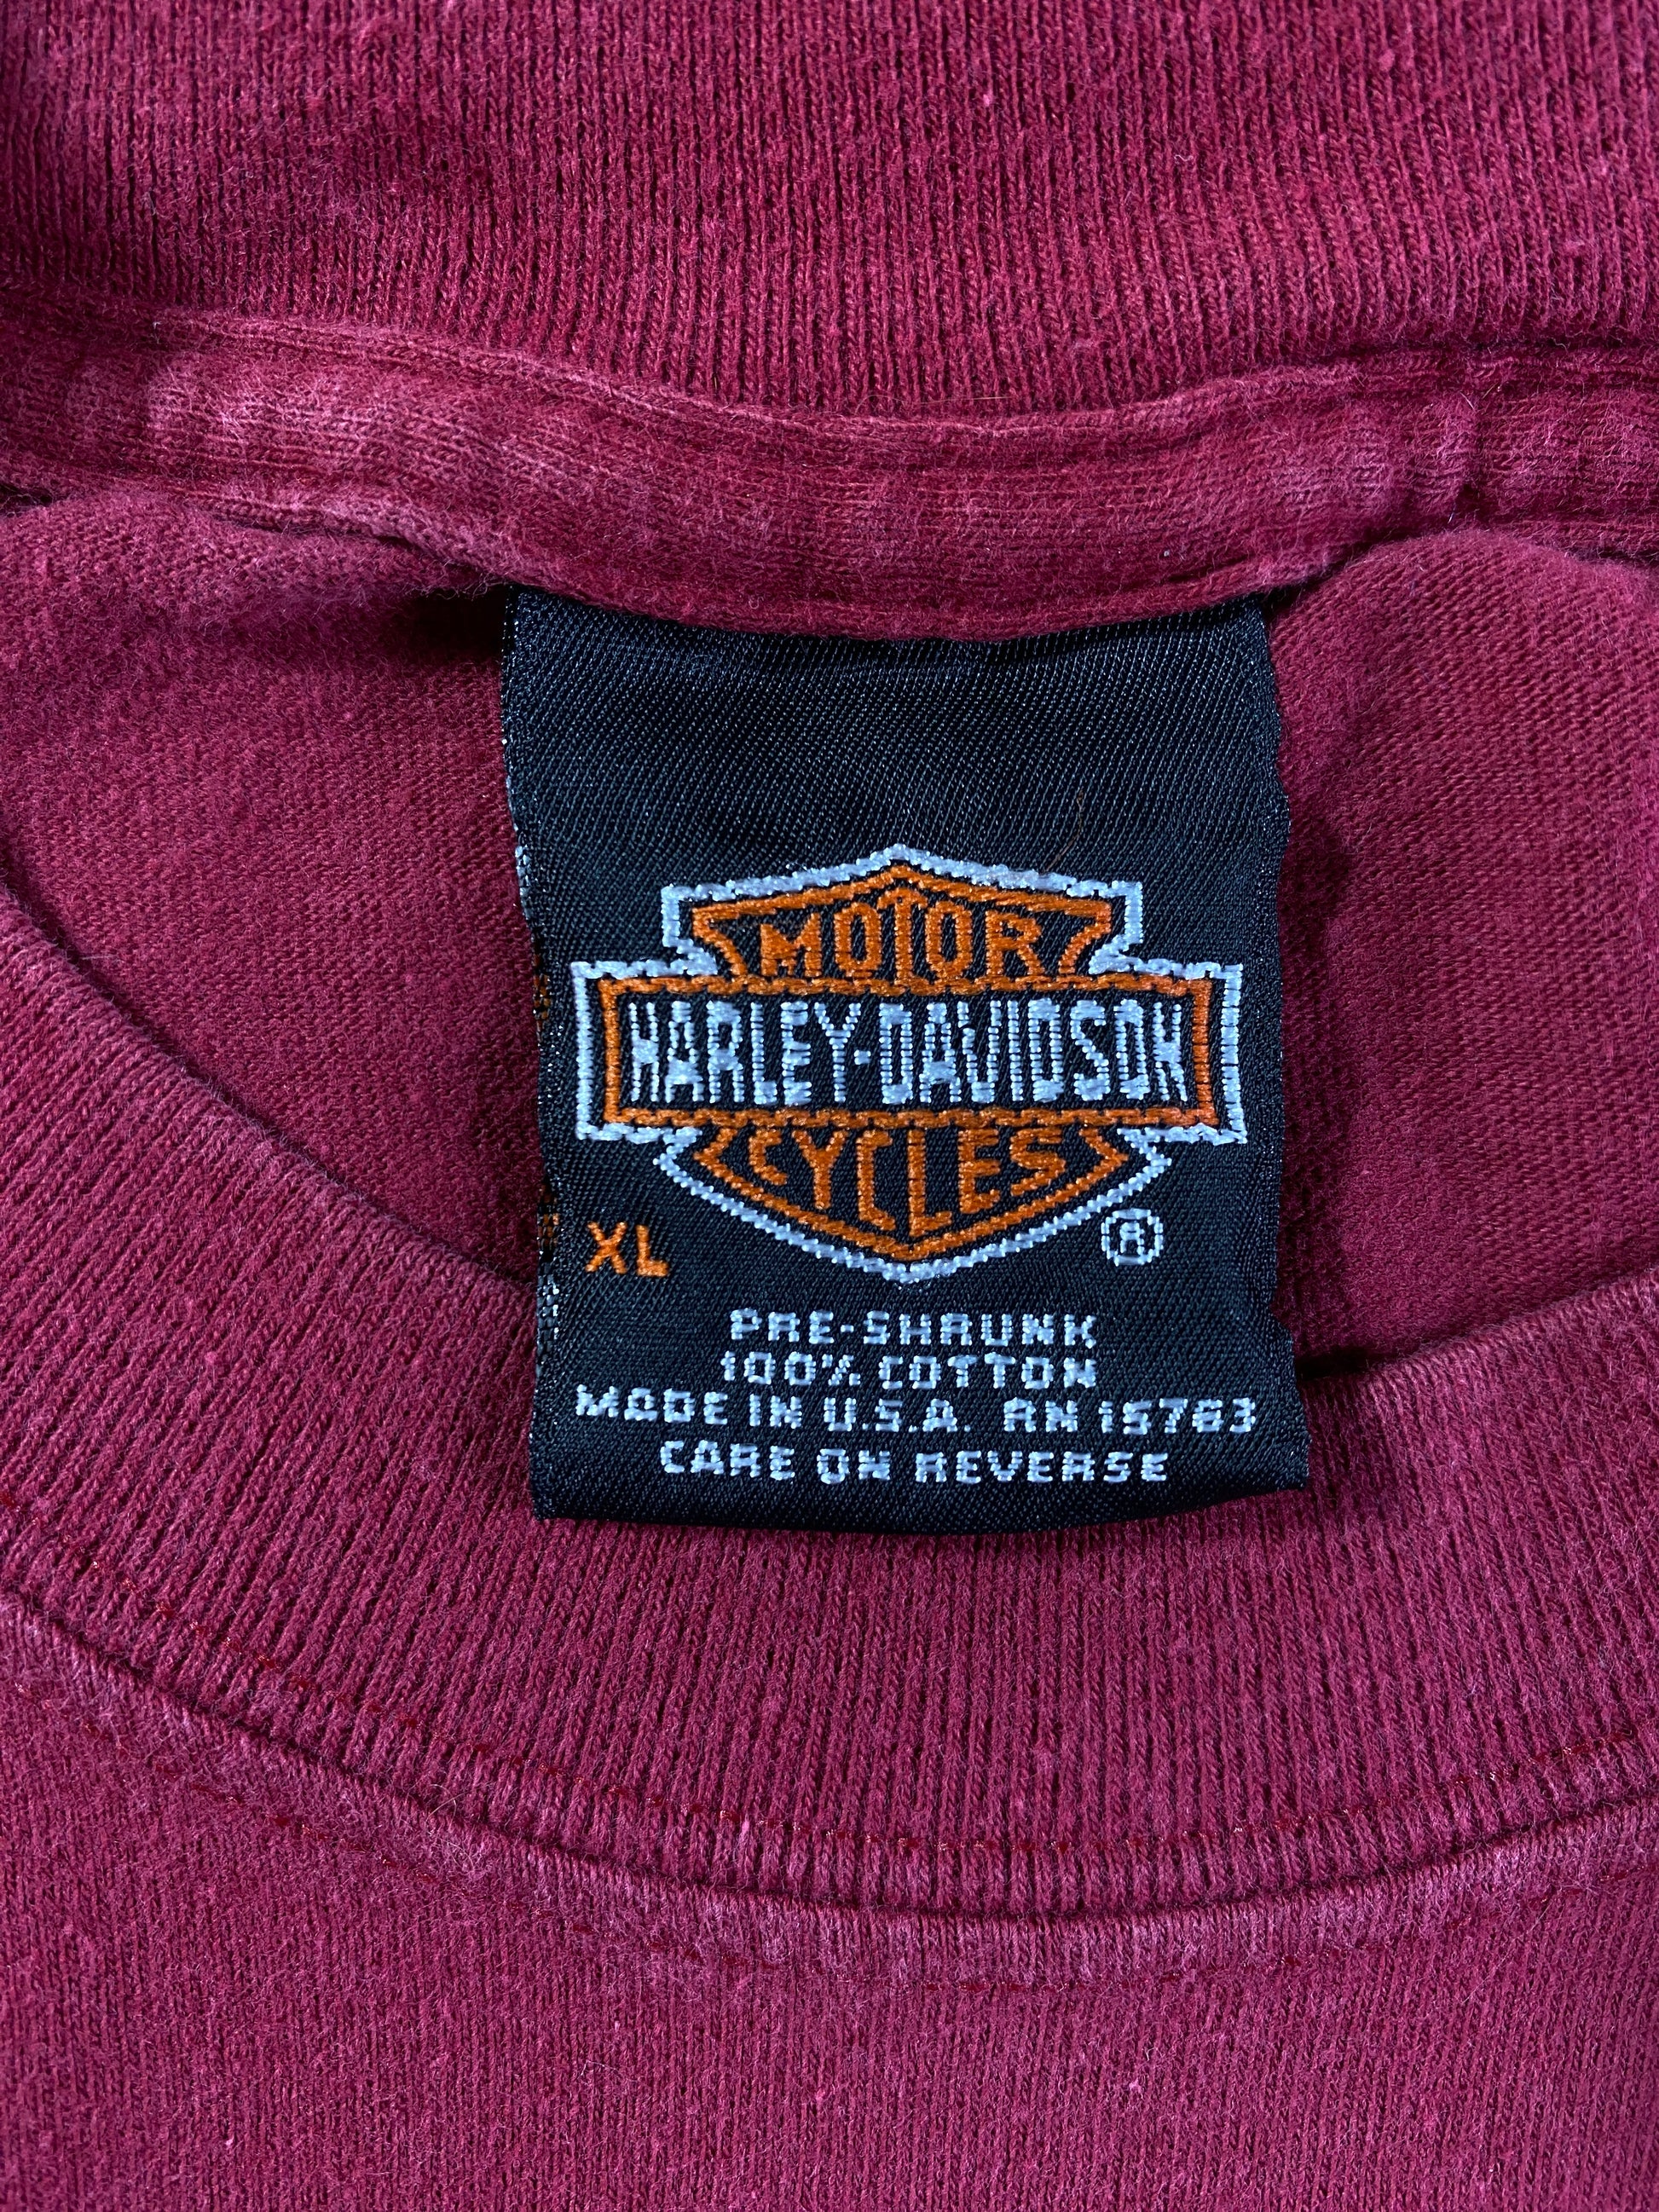 MOTOR
HARLEY-DAVIDSON
CYCLES
XL
®
PRE-SHRUNK
100% COTTON
MADE IN U.S.A. RN 15763
CARE ON REVERSE